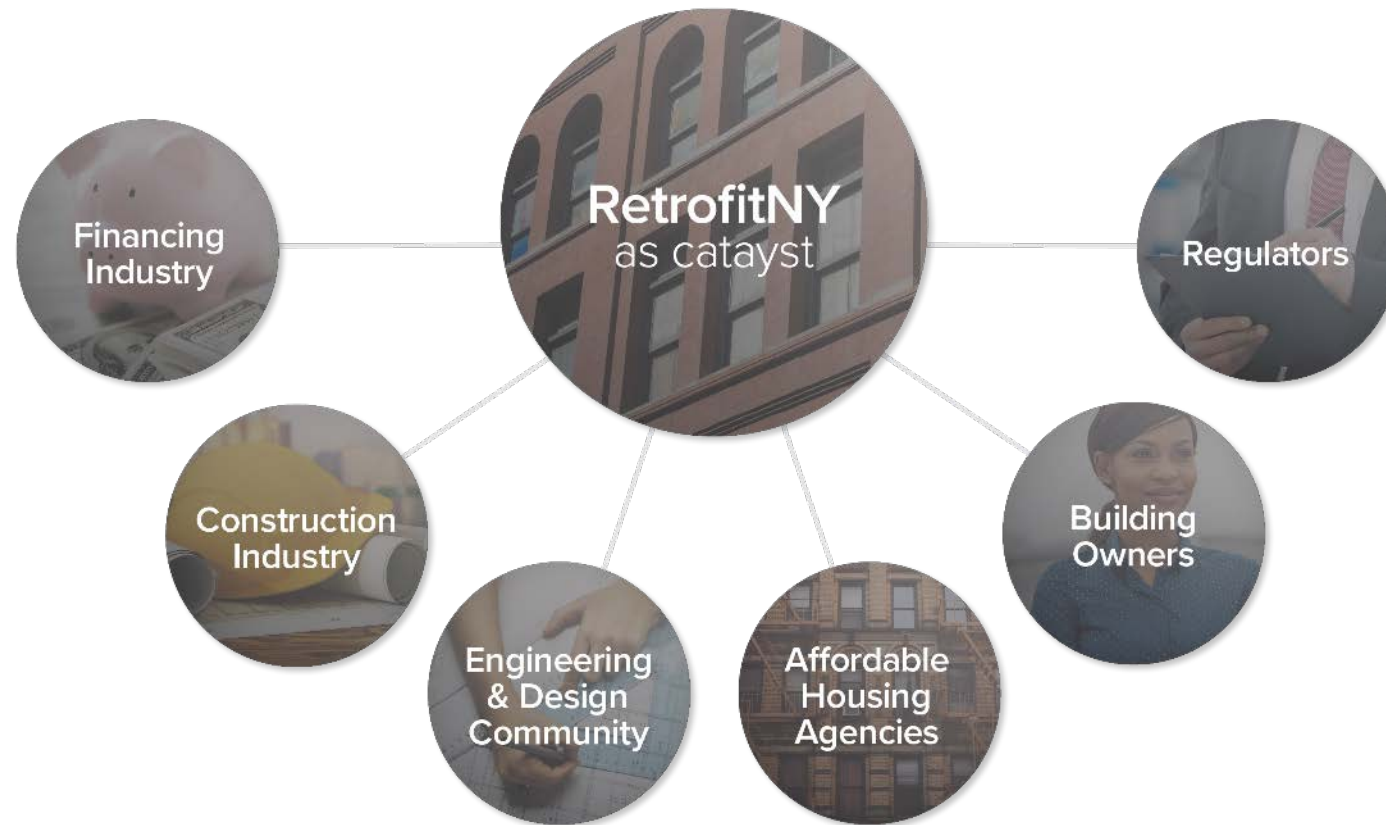 RetrofitNY
as catayst
Financing
Industry
Regulators
Construction
Industry
Building
Owners
Engineering
& Design
Community
Affordable
Housing
Agencies